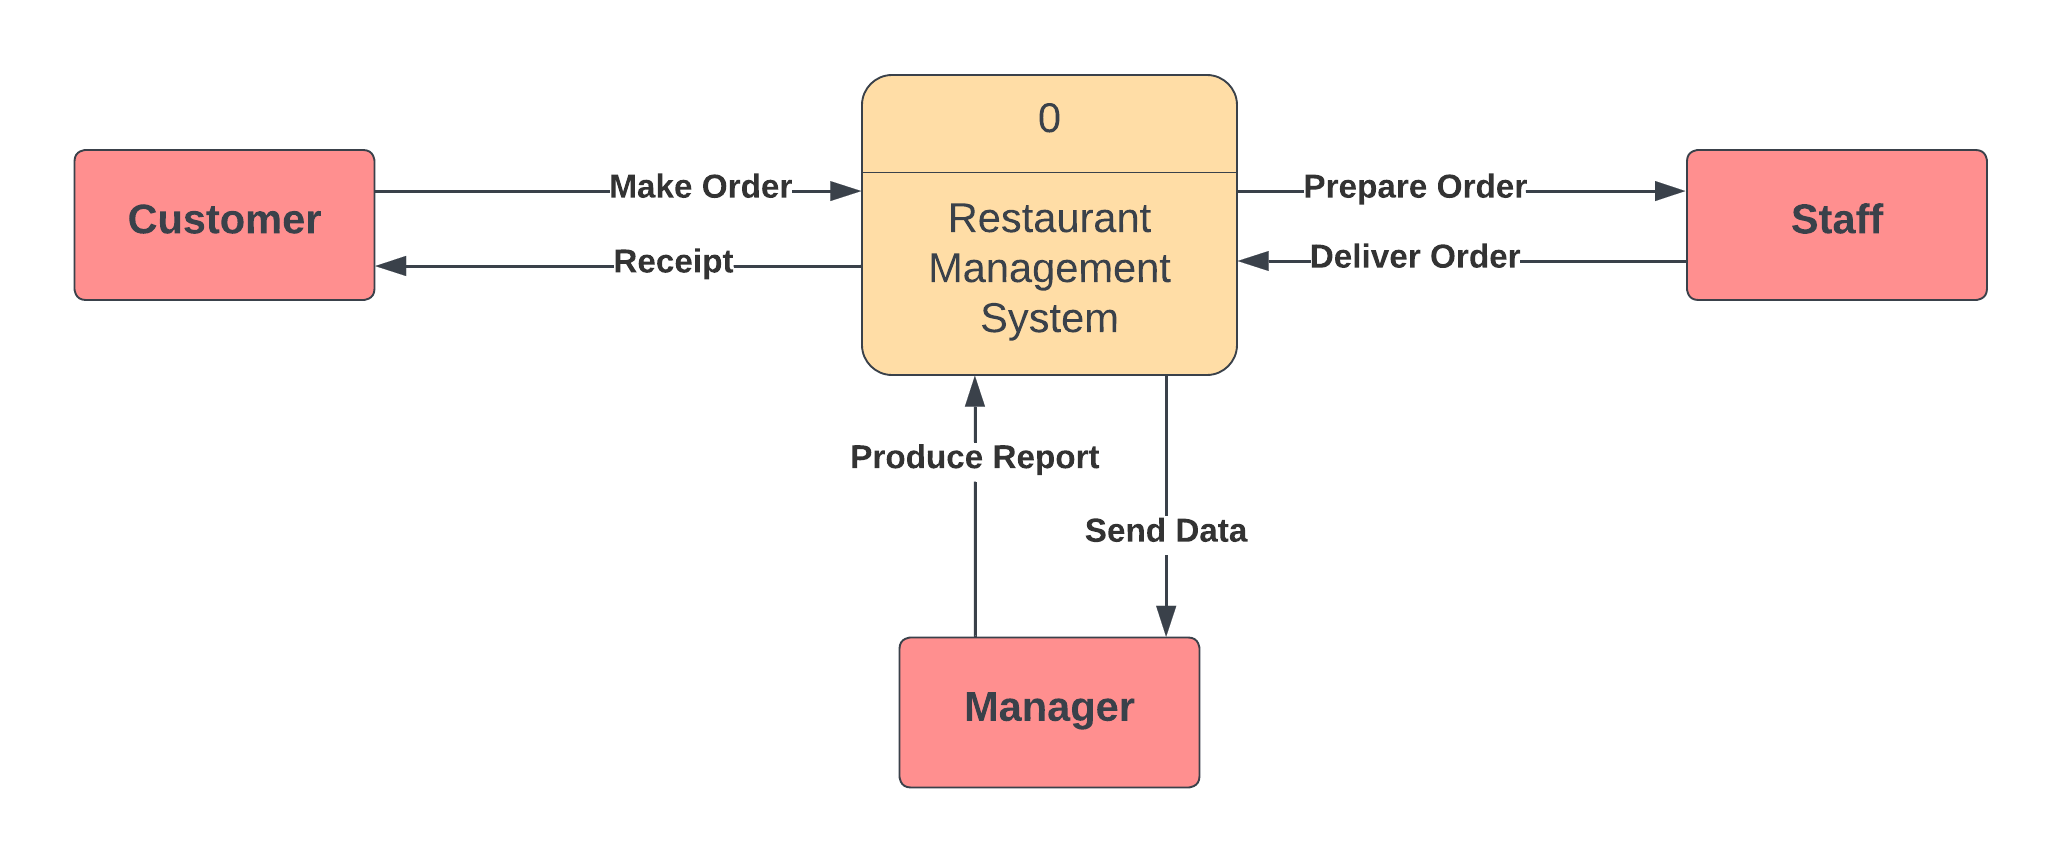 0
Customer
Make Order
Receipt
Restaurant
Management
System
Prepare Order
Deliver Order
Staff
Produce Report
Send Data
Manager